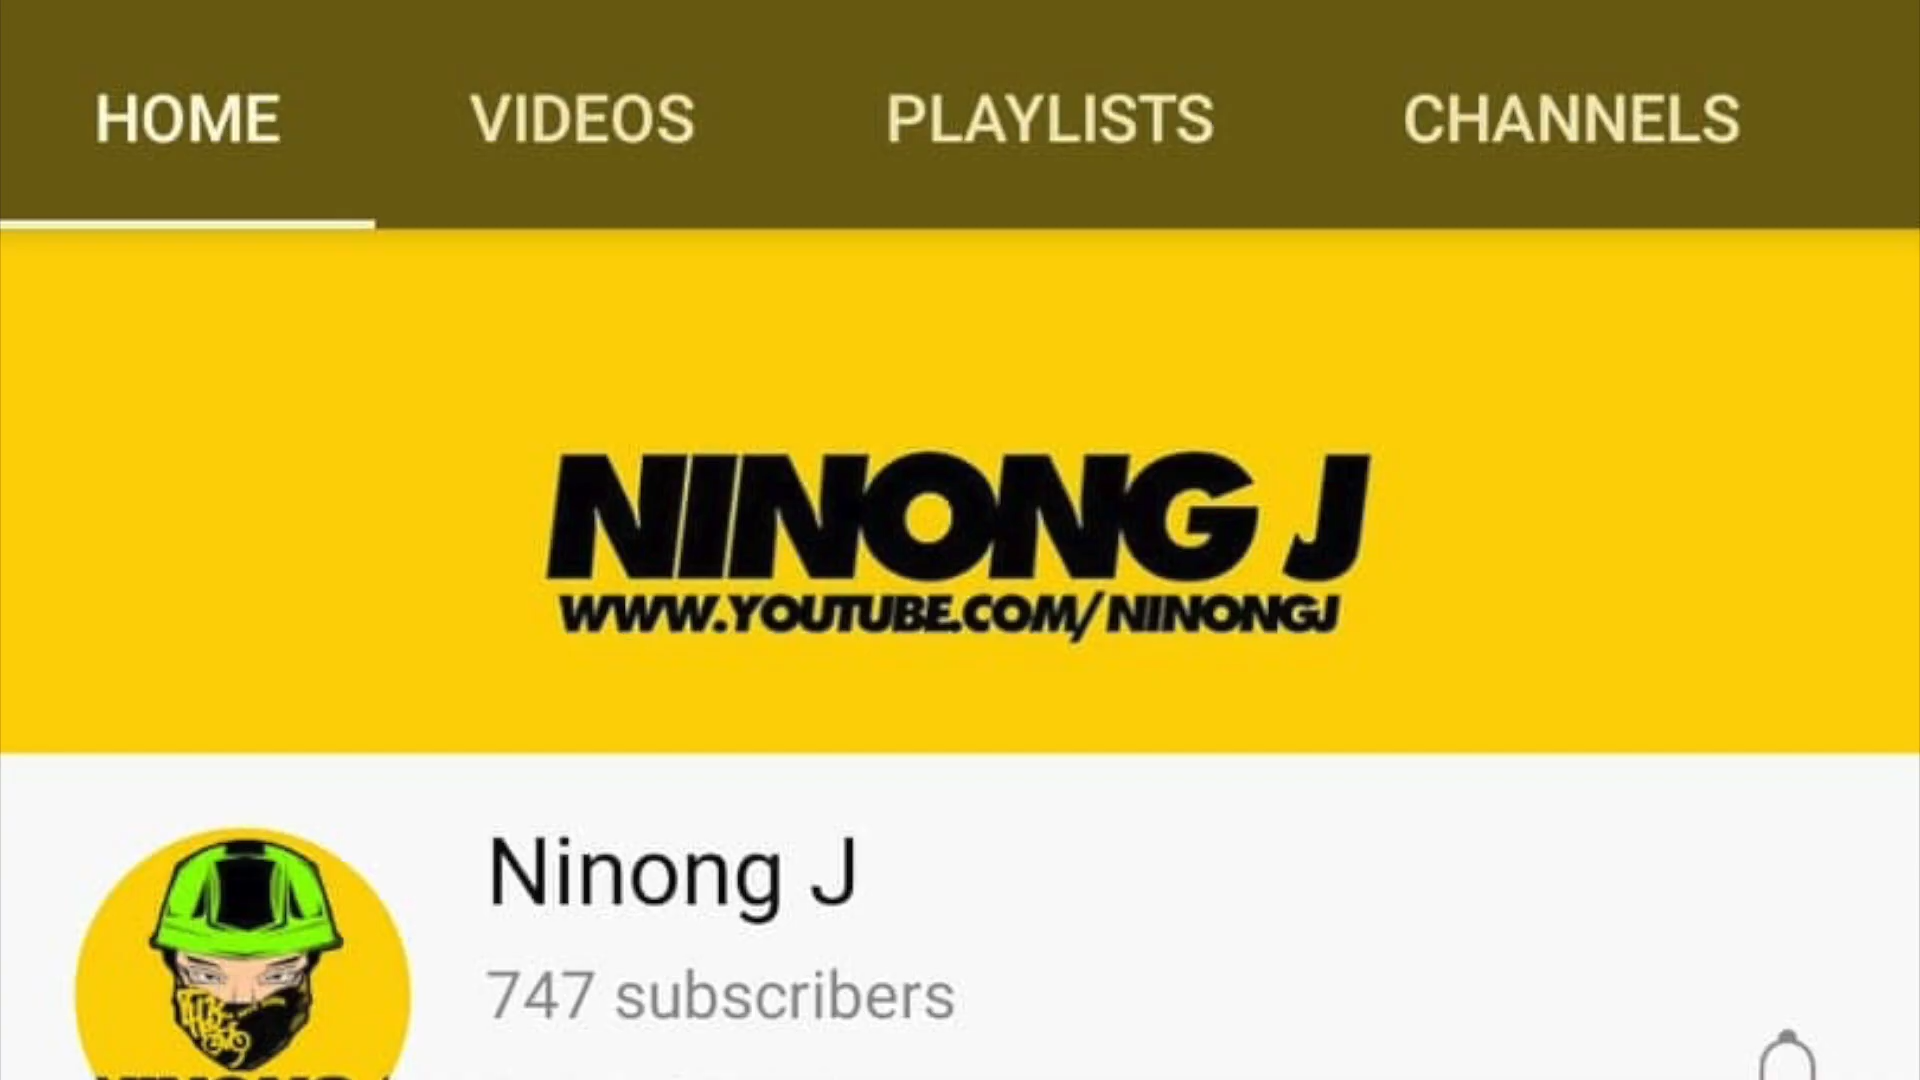 HOME VIDEOS PLAYLISTS CHANNELS
NINONG J
WWW.YOUTUBE.COM/NINONGJ
Ninong J
747 subscribers